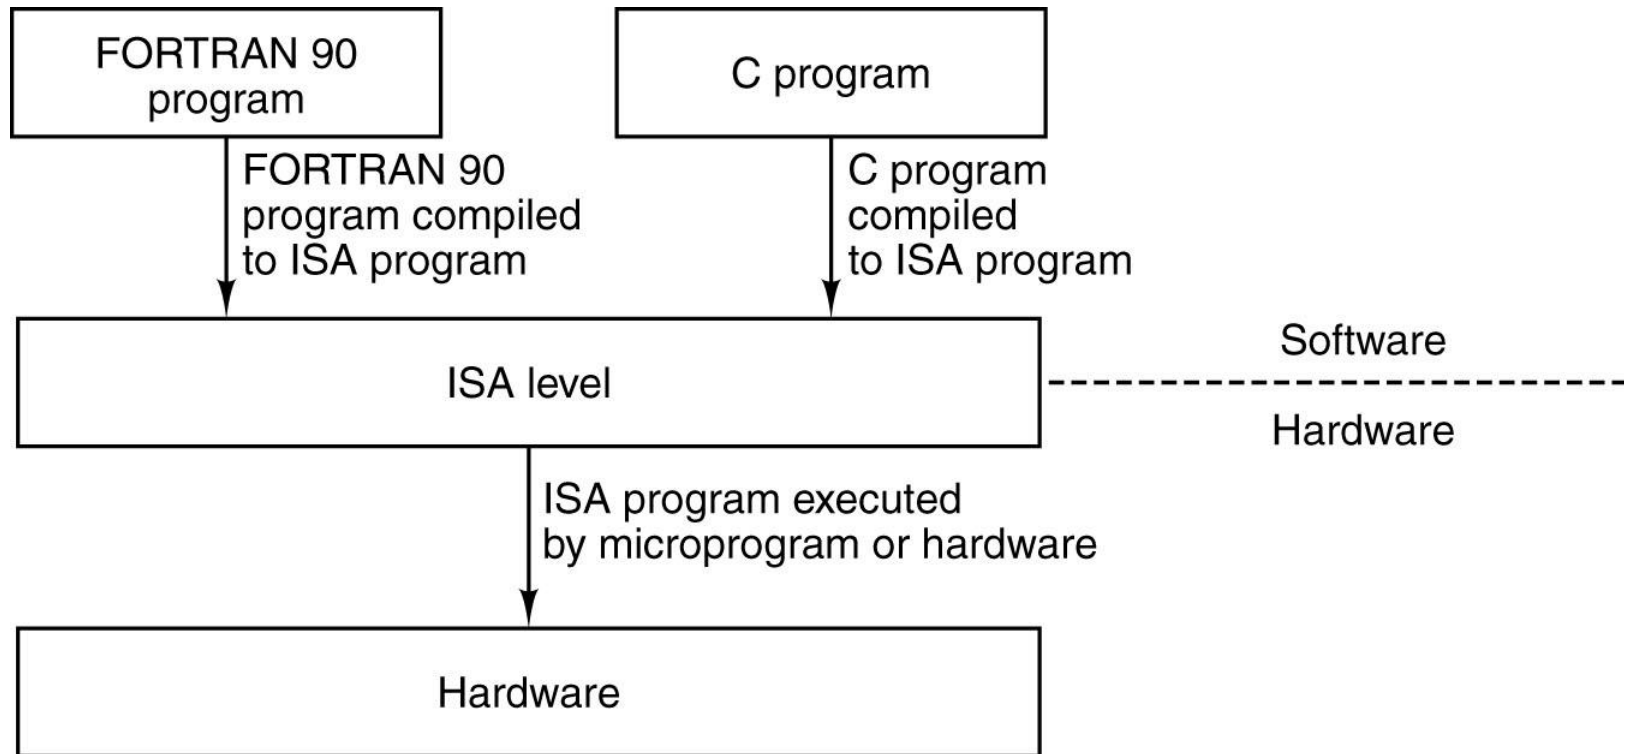 FORTRAN 90
program
C program
FORTRAN 90
program compiled
to ISA program
C program
compiled
to ISA program
ISA level
Software
Hardware
ISA program executed
by microprogram or hardware
Hardware